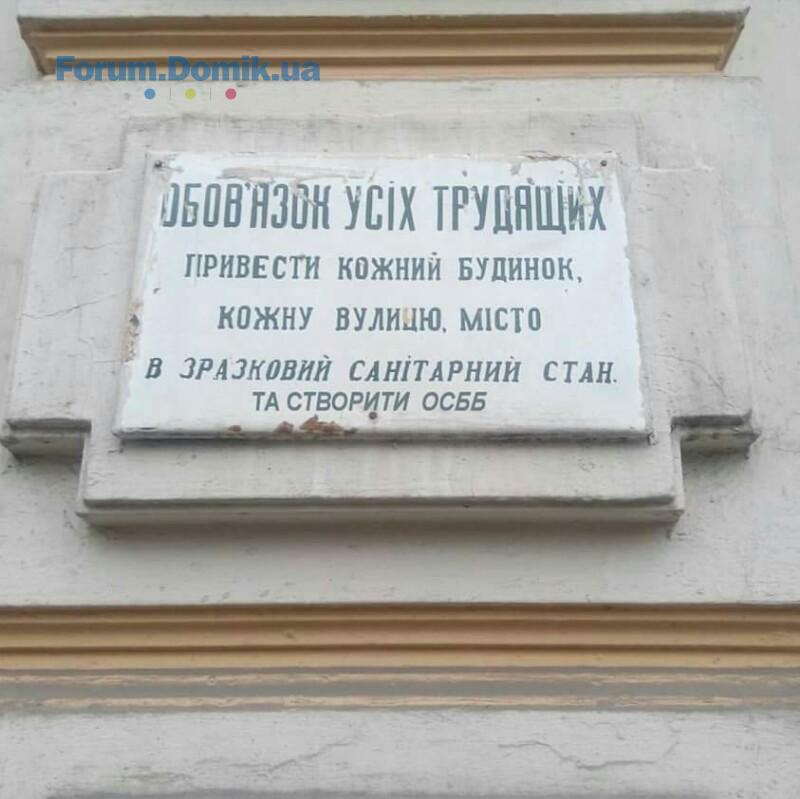 Forum.Domik.ua
ОБОВ'ЯЗОК УСІХ ТРУДЯЩИХ
ПРИВЕСТИ КОЖНИЙ БУДИНОК,
КОЖНУ ВУЛИЦЮ, МІСТО
В ЗРАЗКОВИЙ САНІТАРНИЙ СТАН.
ТА СТВОРИТИ ОСББ